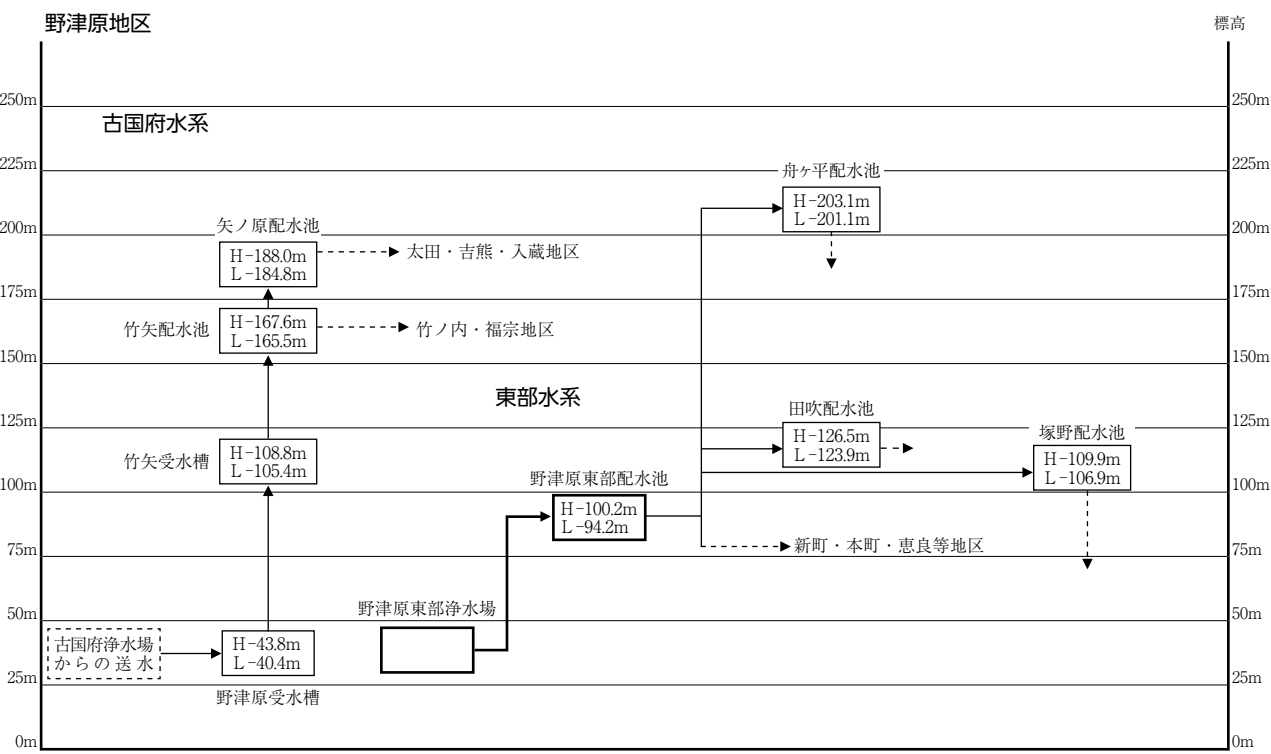 野津原地区
標高
250m
250m
古国府水系
225m
225m
舟ヶ平配水池
H-203.1m
L-201.1m
200m
200m
矢ノ原配水池
H-188.0m
L-184.8m
太田・吉熊・入蔵地区
175m
175m
竹矢配水池
H-167.6m
L-165.5m
竹ノ内・福宗地区
150m
150m
東部水系
125m
125m
田吹配水池
H-126.5m
L-123.9m
塚野配水池
H-109.9m
L-106.9m
竹矢受水槽
H-108.8m
L-105.4m
100m
100m
野津原東部配水池
H-100.2m
L-94.2m
75m
75m
新町・本町・恵良等地区
50m
50m
野津原東部浄水場
古国府浄水場
からの送水
H-43.8m
L-40.4m
野津原受水槽
25m
25m
0m
0m